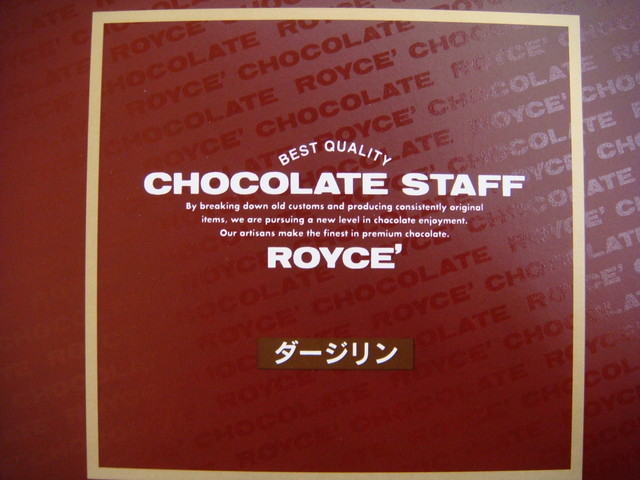 BEST QUALITY
CHOCOLATE STAFF
By breaking down old customs and producing consistently original
items, we are pursuing a new level in chocolate enjoyment.
Our artisans make the finest in premium chocolate.
ROYCE'
ダージリン